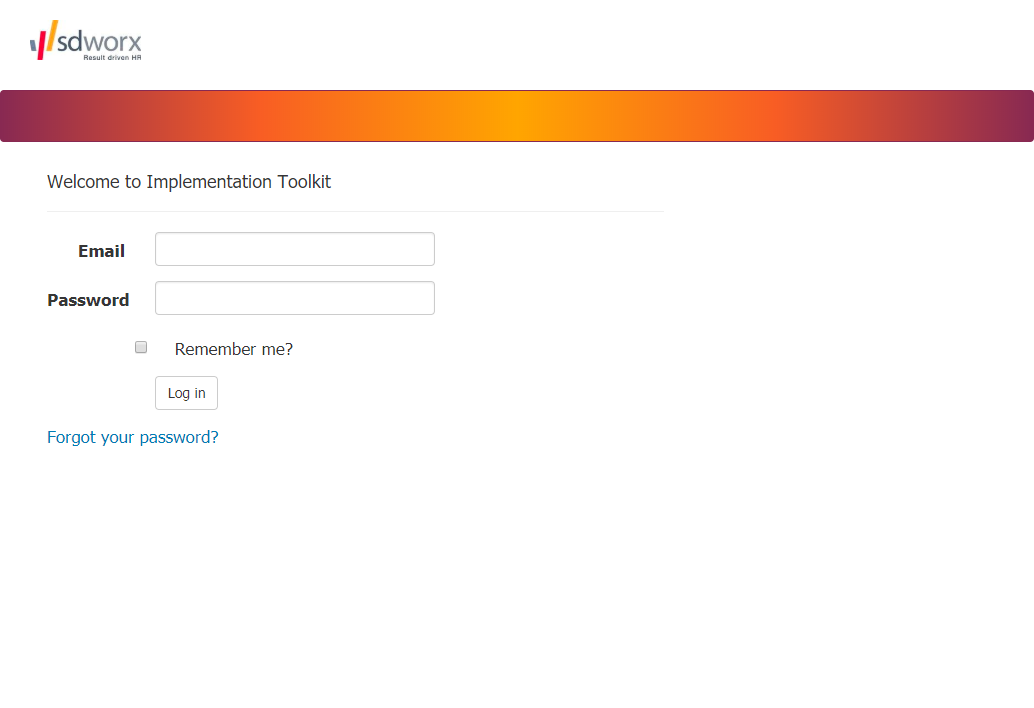 sdworx
Result driven HR
Welcome to Implementation Toolkit
Email
Password
Remember me?
Log in
Forgot your password?